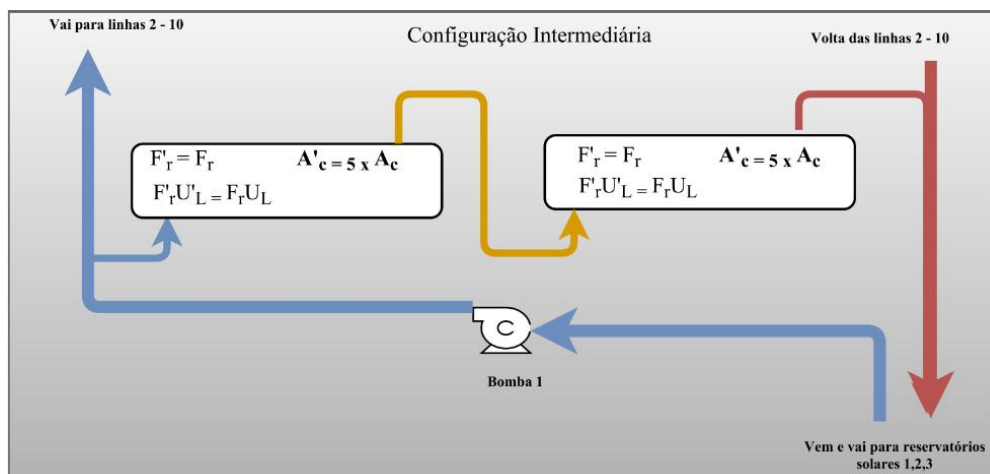 Vai para linhas 2 - 10
Configuração Intermediária
Volta das linhas 2 - 10
F'r = Fr
A'c = 5 x Ac
F'rU'L = FrUL
F'r = Fr
A'c = 5 x Ac
F'rU'L = FrUL
C
Bomba 1
Vem e vai para reservatórios
solares 1,2,3